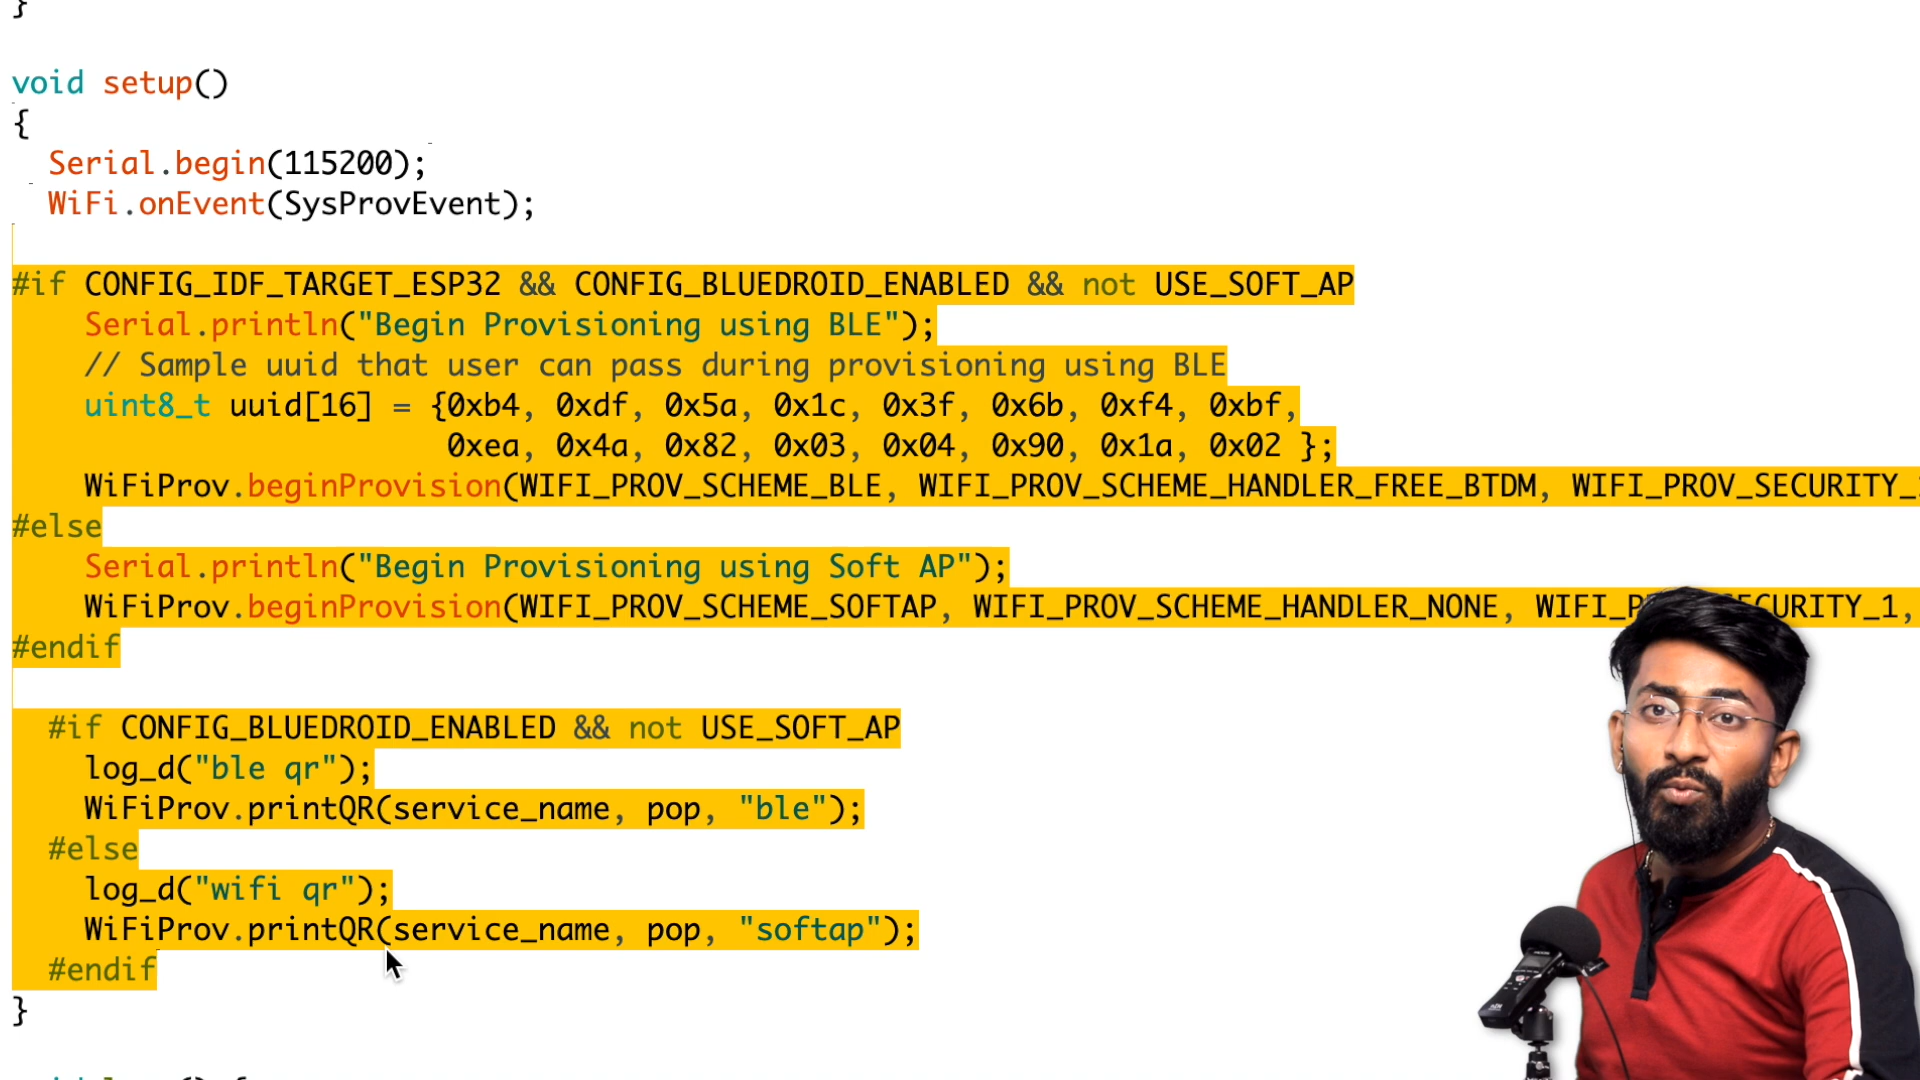 }
void setup()
{
  Serial.begin(115200);
  WiFi.onEvent(SysProvEvent);
#if CONFIG_IDF_TARGET_ESP32 && CONFIG_BLUEDROID_ENABLED && not USE_SOFT_AP
    Serial.println("Begin Provisioning using BLE");
    // Sample uuid that user can pass during provisioning using BLE
    uint8_t uuid[16] = {0xb4, 0xdf, 0x5a, 0x1c, 0x3f, 0x6b, 0xf4, 0xbf,
                        0xea, 0x4a, 0x82, 0x03, 0x04, 0x90, 0x1a, 0x02 };
    WiFiProv.beginProvision(WIFI_PROV_SCHEME_BLE, WIFI_PROV_SCHEME_HANDLER_FREE_BTDM, WIFI_PROV_SECURITY_
#else
    Serial.println("Begin Provisioning using Soft AP");
    WiFiProv.beginProvision(WIFI_PROV_SCHEME_SOFTAP, WIFI_PROV_SCHEME_HANDLER_NONE, WIFI_P SECURITY_1,
#endif
  #if CONFIG_BLUEDROID_ENABLED && not USE_SOFT_AP
    log_d("ble qr");
    WiFiProv.printQR(service_name, pop, "ble");
  #else
    log_d("wifi qr");
    WiFiProv.printQR(service_name, pop, "softap");
  #endif
}